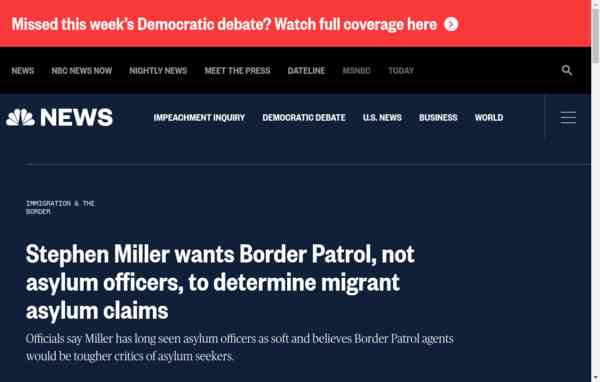 Missed this week's Democratic debate? Watch full coverage here
NEWS NBC NEWS NOW NIGHTLY NEWS MEET THE PRESS DATELINE MSNBC TODAY
NEWS IMPEACHMENT INQUIRY DEMOCRATIC DEBATE U.S. NEWS BUSINESS WORLD
IMMIGRATION & THE
BORDER
Stephen Miller wants Border Patrol, not
asylum officers, to determine migrant
asylum claims
Officials say Miller has long seen asylum officers as soft and believes Border Patrol agents
would be tougher critics of asylum seekers.